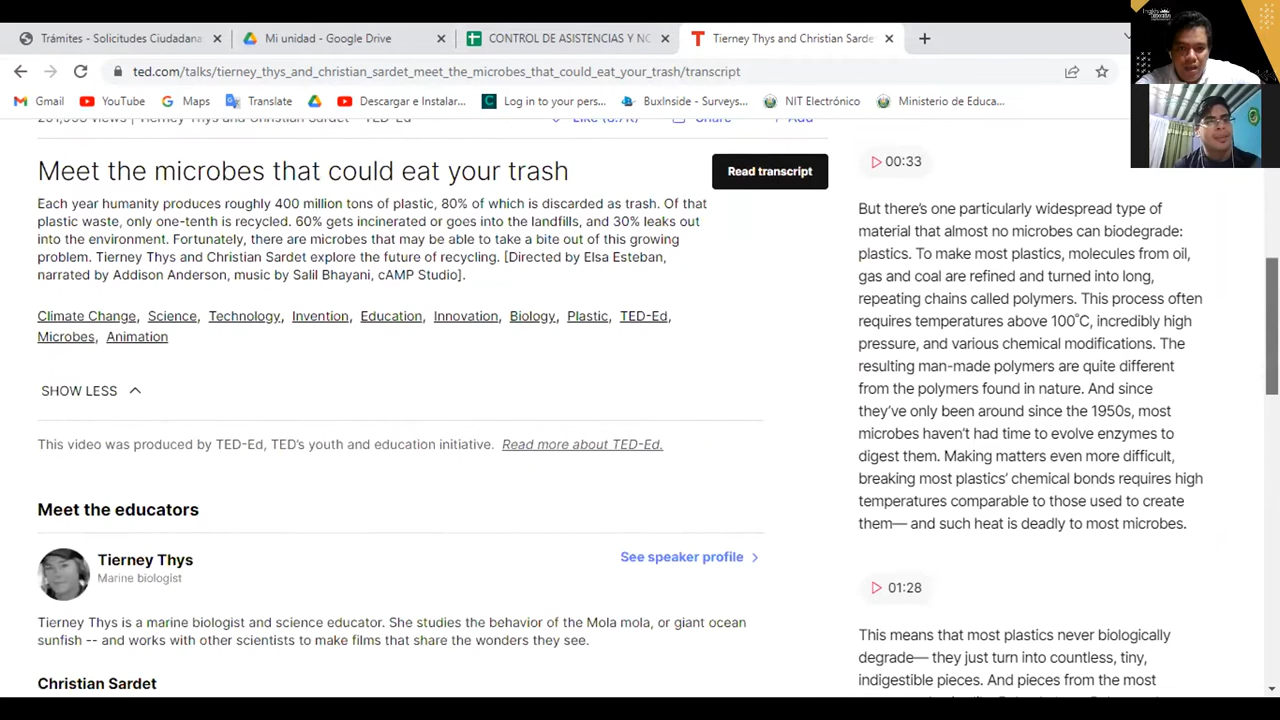 Trámites - Solicitudes Ciudadana
Mi unidad - Google Drive
CONTROL DE ASISTENCIAS Y NO
Tierney Thys and Christian Sarde
ted.com/talks/tierney_thys_and_christian_sardet_meet_the_microbes_that_could_eat_your_trash/transcript
Gmail
YouTube
Maps
Translate
Descargar e Instalar...
Log in to your pers...
BuxInside - Surveys...
NIT Electrónico
Ministerio de Educa...
Tierney Thys and Christian Sardet
TED-Ed
Like
Share
Add
Meet the microbes that could eat your trash
Read transcript
Each year humanity produces roughly 400 million tons of plastic, 80% of which is discarded as trash. Of that
plastic waste, only one-tenth is recycled. 60% gets incinerated or goes into the landfills, and 30% leaks out
into the environment. Fortunately, there are microbes that may be able to take a bite out of this growing
problem. Tierney Thys and Christian Sardet explore the future of recycling. [Directed by Elsa Esteban,
narrated by Addison Anderson, music by Salil Bhayani, cAMP Studio].
Climate Change, Science, Technology, Invention, Education, Innovation, Biology, Plastic, TED-Ed,
Microbes, Animation
SHOW LESS
This video was produced by TED-Ed, TED's youth and education initiative. Read more about TED-Ed.
Meet the educators
Tierney Thys
Marine biologist
See speaker profile
Tierney Thys is a marine biologist and science educator. She studies the behavior of the Mola mola, or giant ocean
sunfish -- and works with other scientists to make films that share the wonders they see.
Christian Sardet
00:33
But there's one particularly widespread type of
material that almost no microbes can biodegrade:
plastics. To make most plastics, molecules from oil,
gas and coal are refined and turned into long,
repeating chains called polymers. This process often
requires temperatures above 100˚C, incredibly high
pressure, and various chemical modifications. The
resulting man-made polymers are quite different
from the polymers found in nature. And since
they've only been around since the 1950s, most
microbes haven't had time to evolve enzymes to
digest them. Making matters even more difficult,
breaking most plastics' chemical bonds requires high
temperatures comparable to those used to create
them— and such heat is deadly to most microbes.
01:28
This means that most plastics never biologically
degrade— they just turn into countless, tiny,
indigestible pieces. And pieces from the most